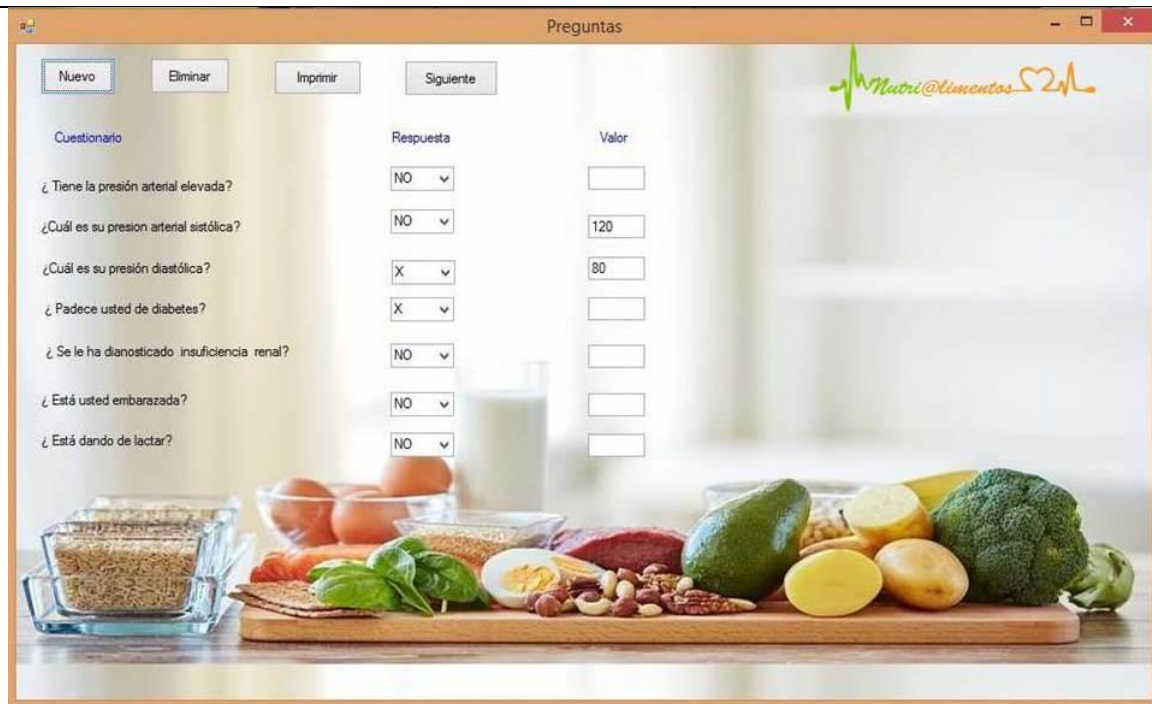 Preguntas
Nuevo Eliminar Imprimir Siguiente
Nutri@limentos
Cuestionario Respuesta Valor
¿ Tiene la presión arterial elevada? NO
¿Cuál es su presion arterial sistólica? NO 120
¿Cuál es su presión diastólica? X 80
¿ Padece usted de diabetes? X
¿ Se le ha dianosticado insuficiencia renal? NO
¿ Está usted embarazada? NO
¿ Está dando de lactar? NO